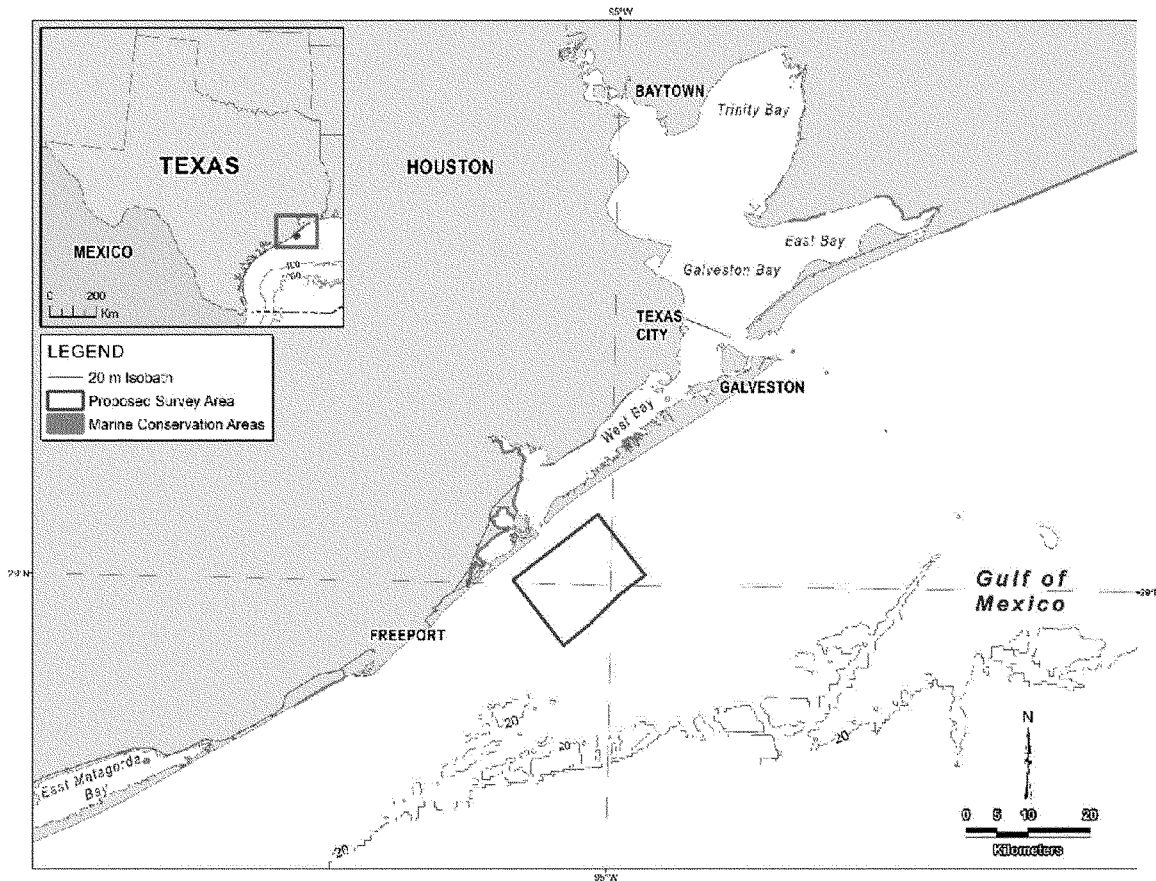 95°W
TEXAS
MEXICO
0 200
Km
LEGEND
20 m Isobath
Proposed Survey Area
Marine Conservation Areas
BAYTOWN
Trinity Bay
HOUSTON
East Bay
Galveston Bay
TEXAS
CITY
GALVESTON
West Bay
29°N
Gulf of
Mexico
FREEPORT
20
20
20
20
East Matagorda
Bay
N
0 5 10 20
Kilometers
95°W